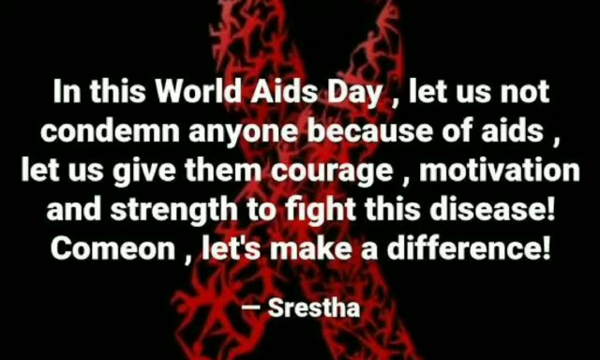 In this World Aids Day , let us not
condemn anyone because of aids ,
let us give them courage , motivation
and strength to fight this disease!
Comeon , let's make a difference!
— Srestha